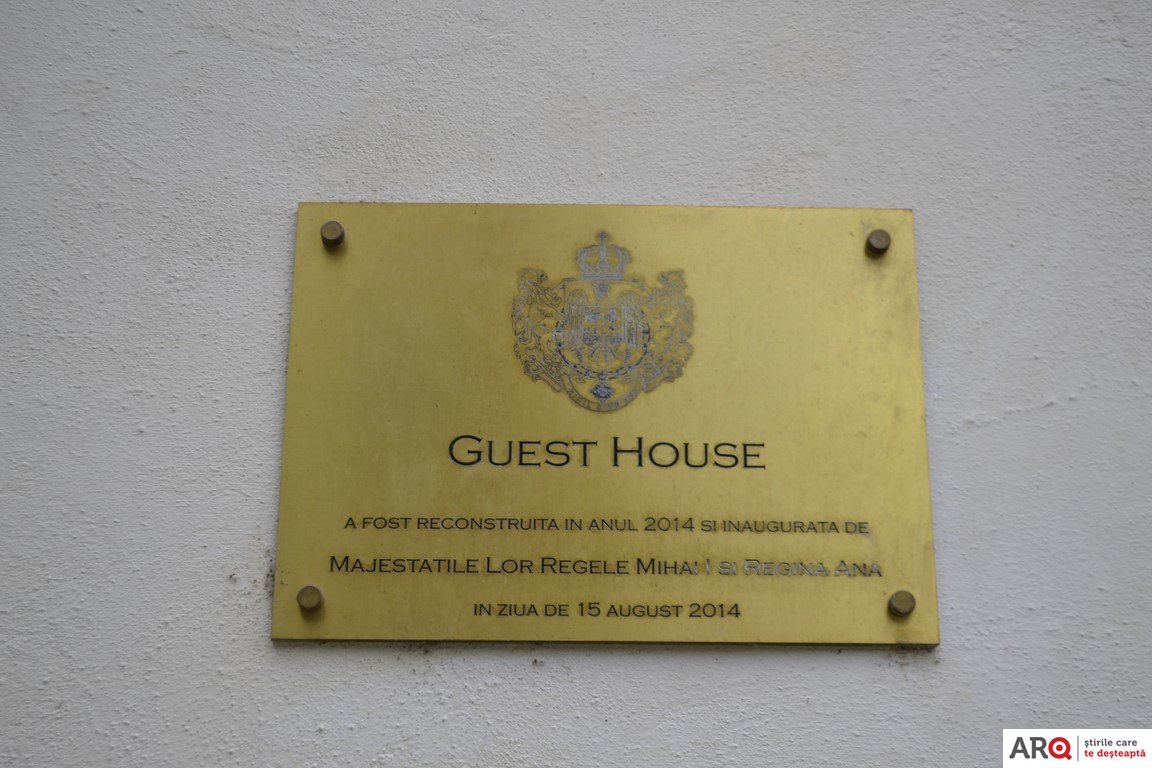 GUEST HOUSE
A FOST RECONSTRUITA IN ANUL 2014 SI INAUGURATA DE
MAJESTATILE LOR REGELE MIHAI I SI REGINA ANA
IN ZIUA DE 15 AUGUST 2014
ARQ
știrile care
te deșteaptă